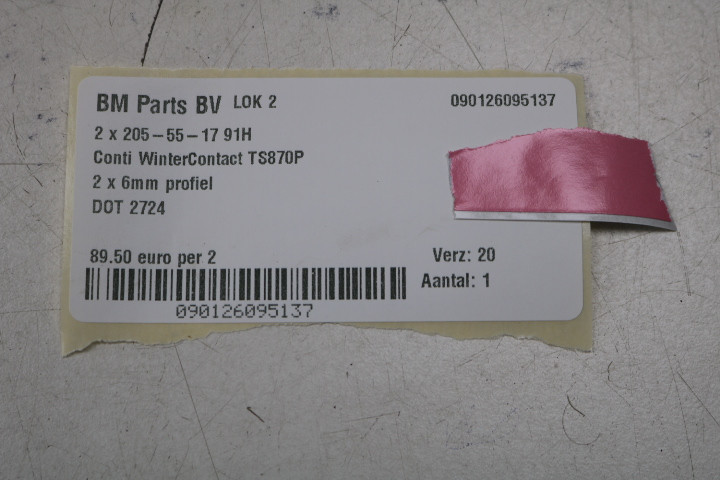 BM Parts BV LOK 2 090126095137
2 x 205-55-17 91H
Conti WinterContact TS870P
2 x 6mm profiel
DOT 2724
89.50 euro per 2 Verz: 20
Aantal: 1
090126095137